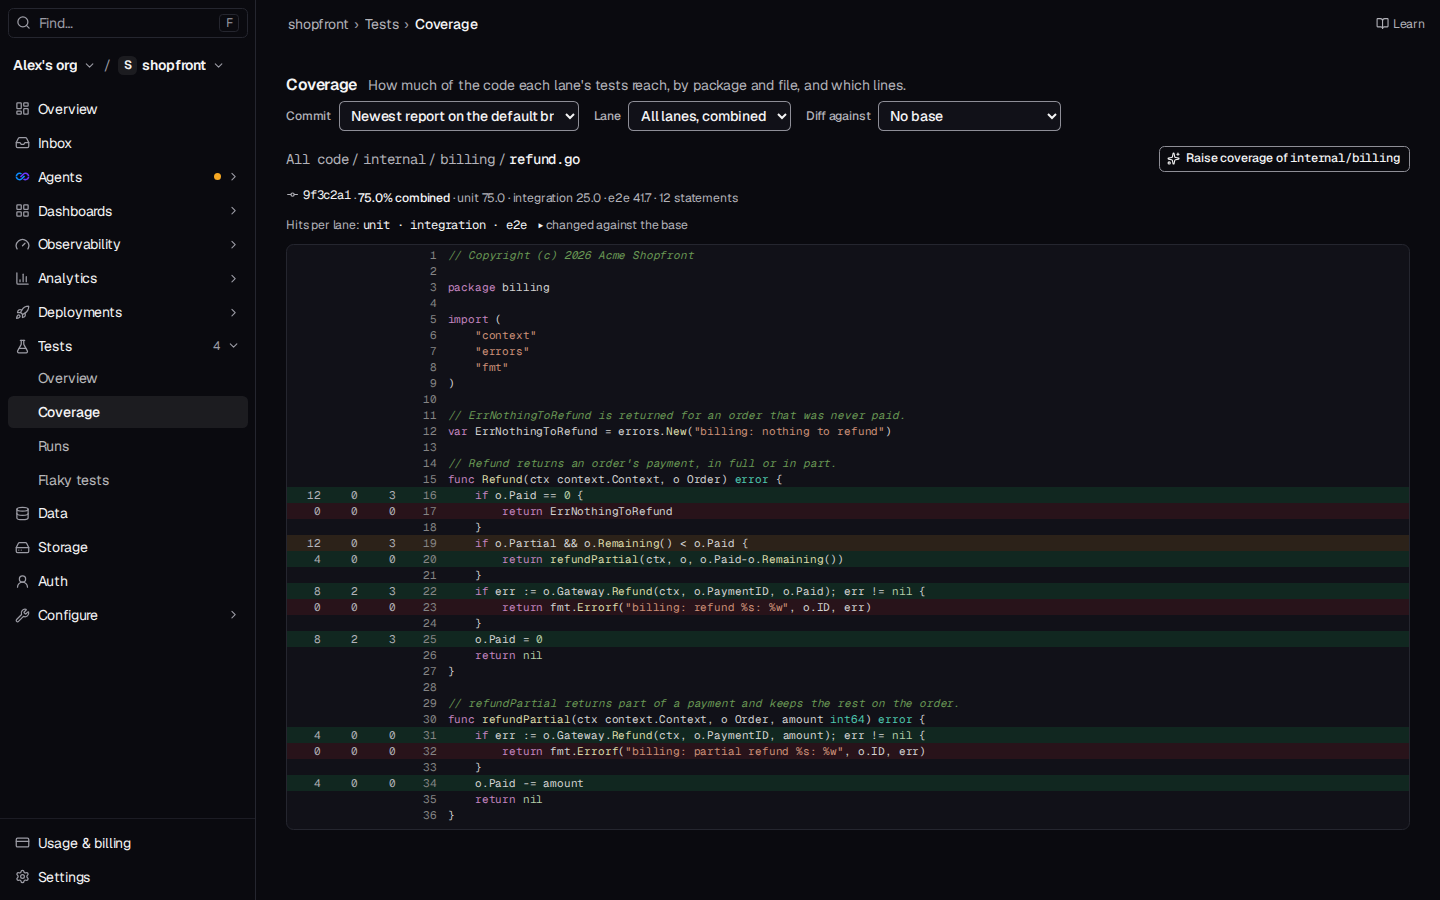 Find... F
shopfront › Tests › Coverage
Learn
Alex's org / S shopfront
Overview
Inbox
Agents
Dashboards
Observability
Analytics
Deployments
Tests 4
Overview
Coverage
Runs
Flaky tests
Data
Storage
Auth
Configure
Usage & billing
Settings
Coverage How much of the code each lane's tests reach, by package and file, and which lines.
Commit Newest report on the default br Lane All lanes, combined Diff against No base
All code / internal / billing / refund.go
Raise coverage of internal/billing
9f3c2a1 · 75.0% combined · unit 75.0 · integration 25.0 · e2e 41.7 · 12 statements
Hits per lane: unit · integration · e2e ▸ changed against the base
1 // Copyright (c) 2026 Acme Shopfront
2
3 package billing
4
5 import (
6 "context"
7 "errors"
8 "fmt"
9 )
10
11 // ErrNothingToRefund is returned for an order that was never paid.
12 var ErrNothingToRefund = errors.New("billing: nothing to refund")
13
14 // Refund returns an order's payment, in full or in part.
15 func Refund(ctx context.Context, o Order) error {
12 0 3 16 if o.Paid == 0 {
0 0 0 17 return ErrNothingToRefund
18 }
12 0 3 19 if o.Partial && o.Remaining() < o.Paid {
4 0 0 20 return refundPartial(ctx, o, o.Paid-o.Remaining())
21 }
8 2 3 22 if err := o.Gateway.Refund(ctx, o.PaymentID, o.Paid); err != nil {
0 0 0 23 return fmt.Errorf("billing: refund %s: %w", o.ID, err)
24 }
8 2 3 25 o.Paid = 0
26 return nil
27 }
28
29 // refundPartial returns part of a payment and keeps the rest on the order.
30 func refundPartial(ctx context.Context, o Order, amount int64) error {
4 0 0 31 if err := o.Gateway.Refund(ctx, o.PaymentID, amount); err != nil {
0 0 0 32 return fmt.Errorf("billing: partial refund %s: %w", o.ID, err)
33 }
4 0 0 34 o.Paid -= amount
35 return nil
36 }